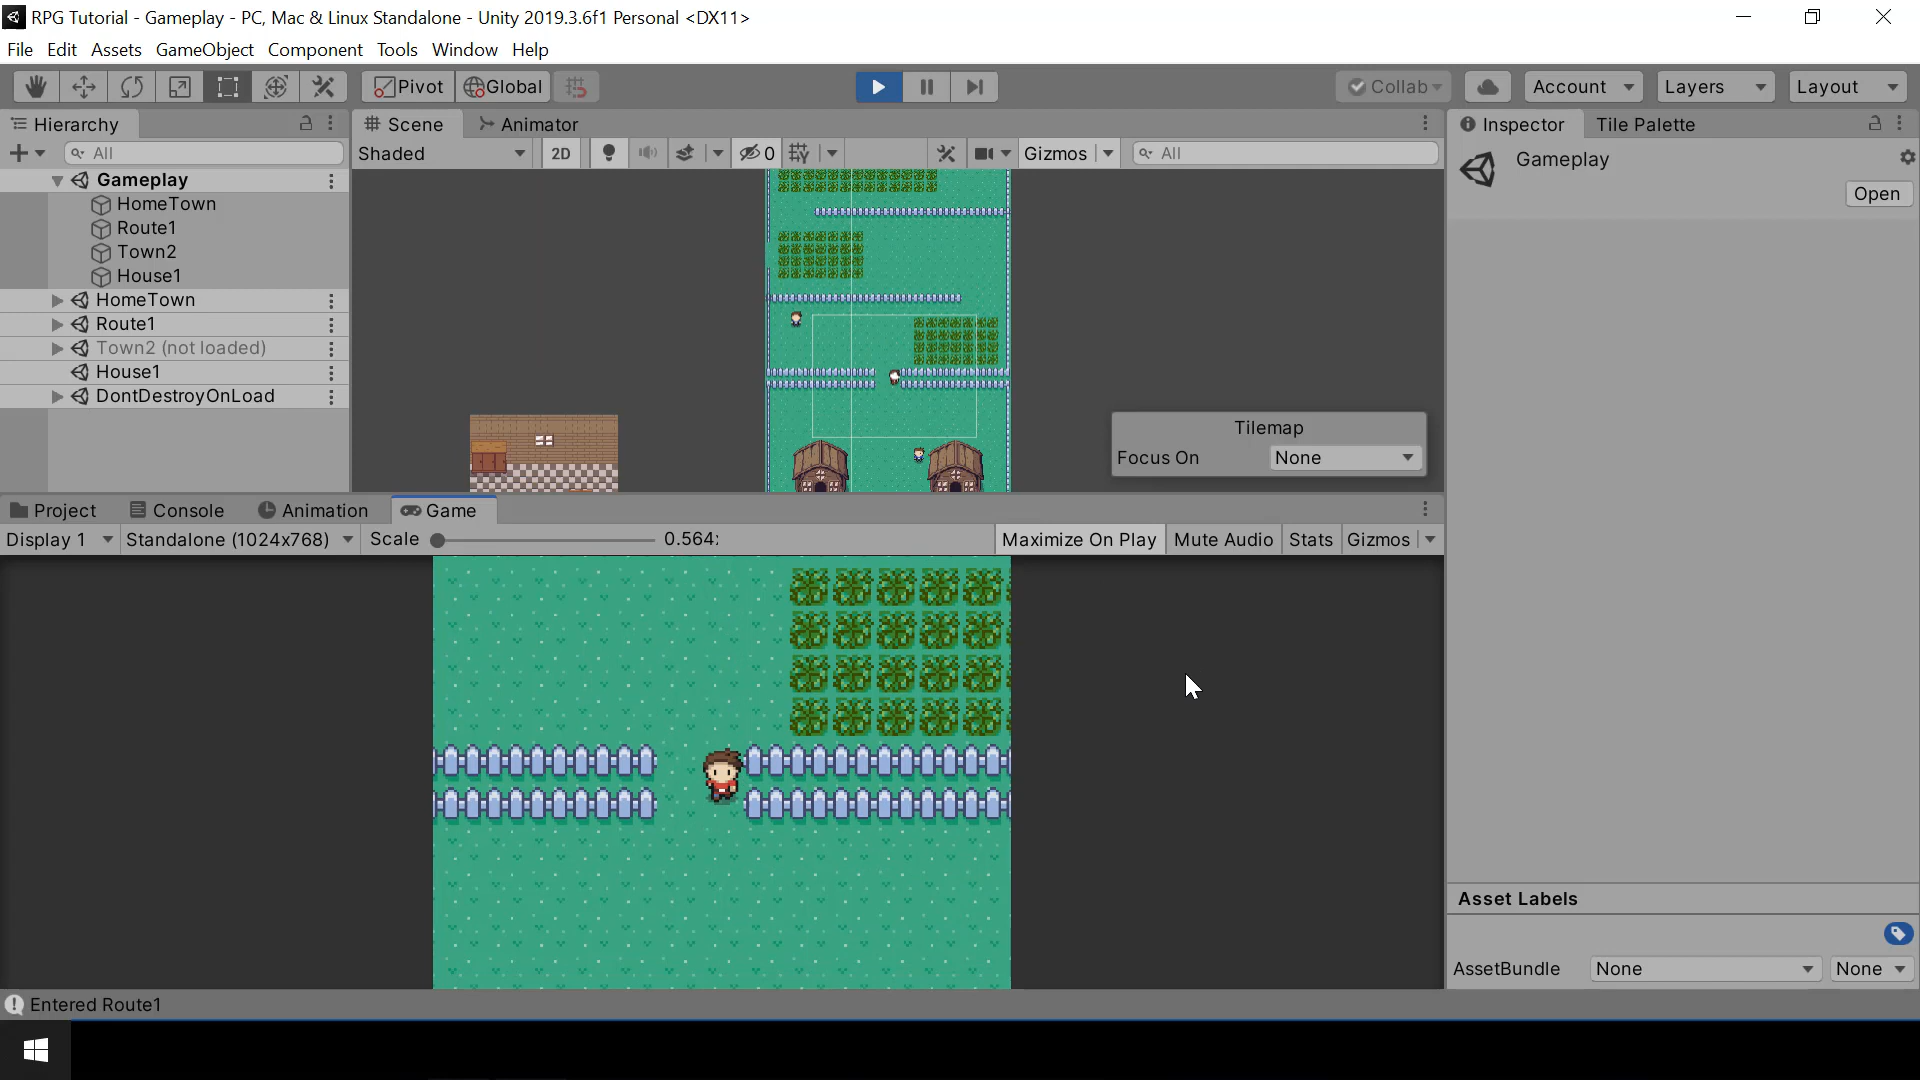 RPG Tutorial - Gameplay - PC, Mac & Linux Standalone - Unity 2019.3.6f1 Personal <DX11>
File Edit Assets GameObject Component Tools Window Help
Pivot Global Collab Account Layers Layout
Hierarchy
All
Gameplay
HomeTown
Route1
Town2
House1
HomeTown
Route1
Town2 (not loaded)
House1
DontDestroyOnLoad
Scene Animator
Shaded 2D 0 Gizmos All
Tilemap
Focus On None
Inspector Tile Palette
Gameplay
Open
Project Console Animation Game
Display 1 Standalone (1024x768) Scale 0.564: Maximize On Play Mute Audio Stats Gizmos
Asset Labels
AssetBundle None None
Entered Route1